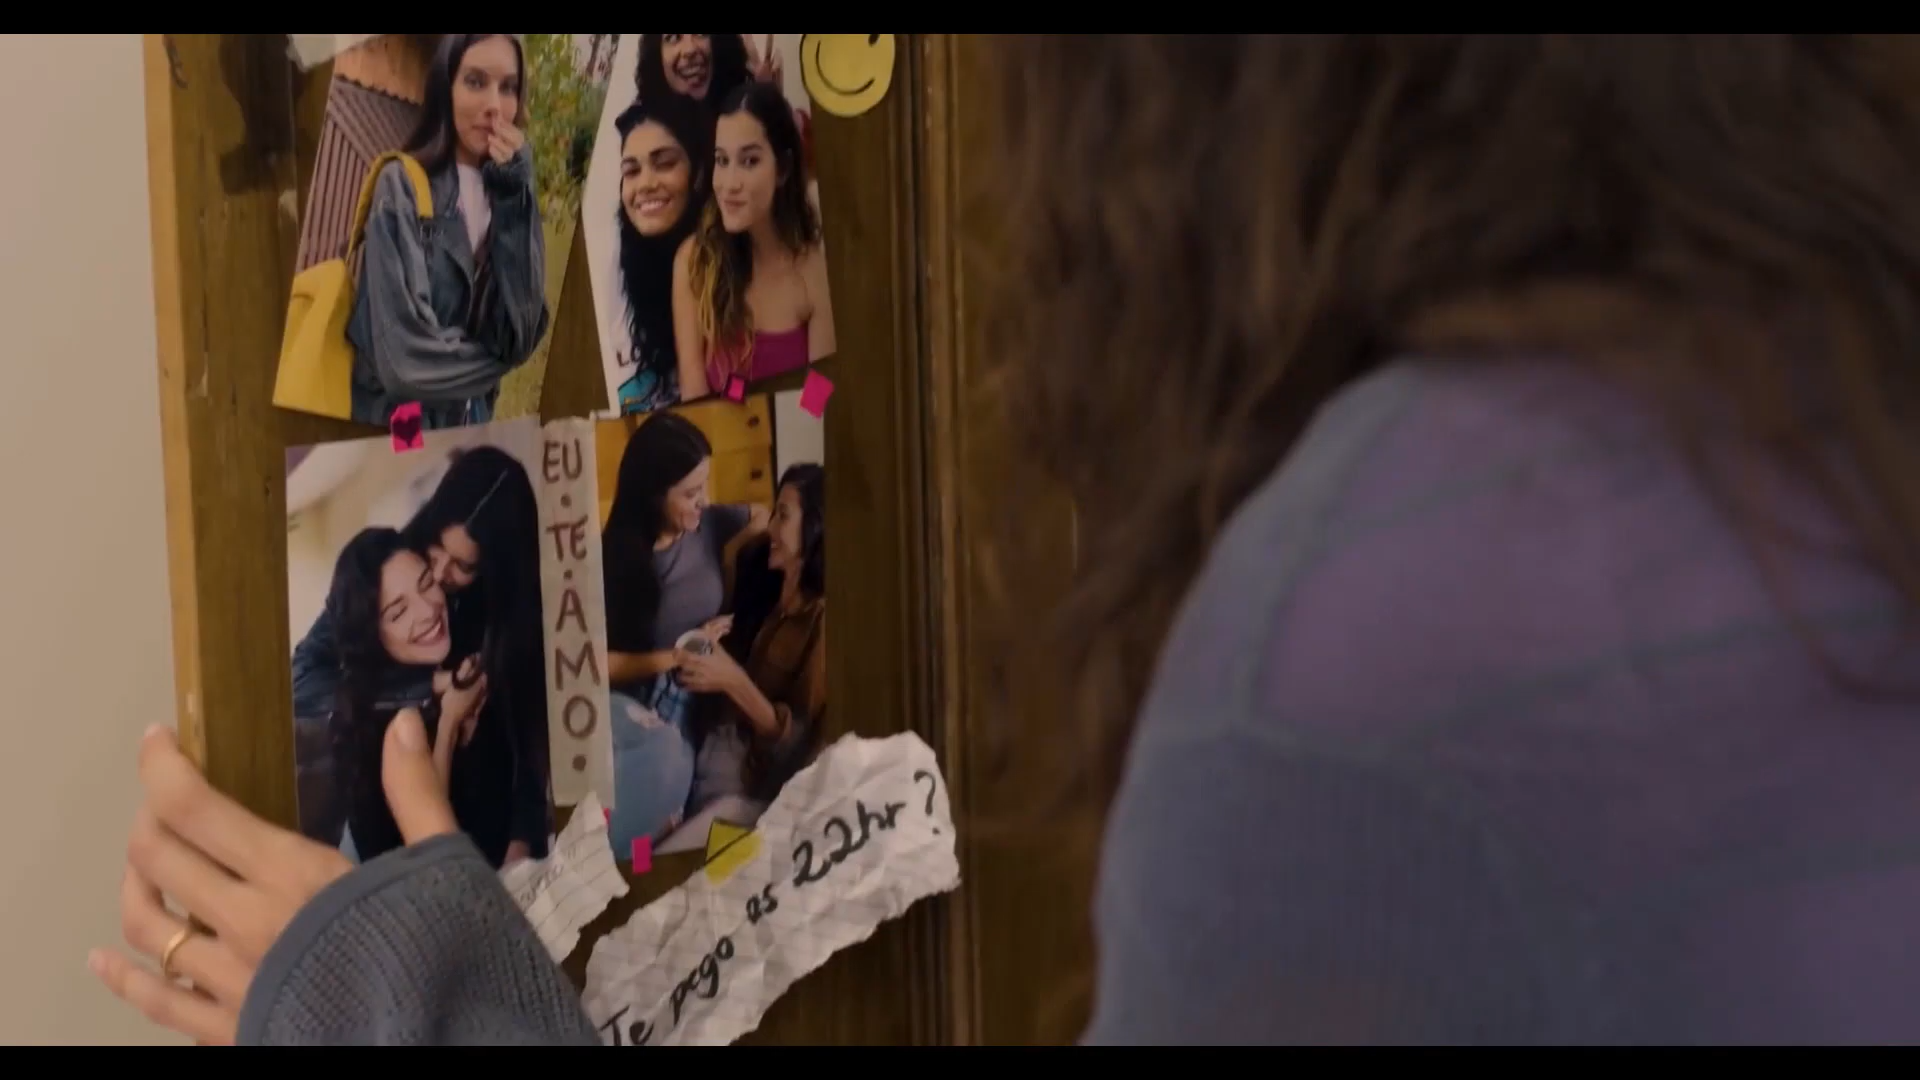 EU
• TE
• AMO •
Te pego as 22hr?